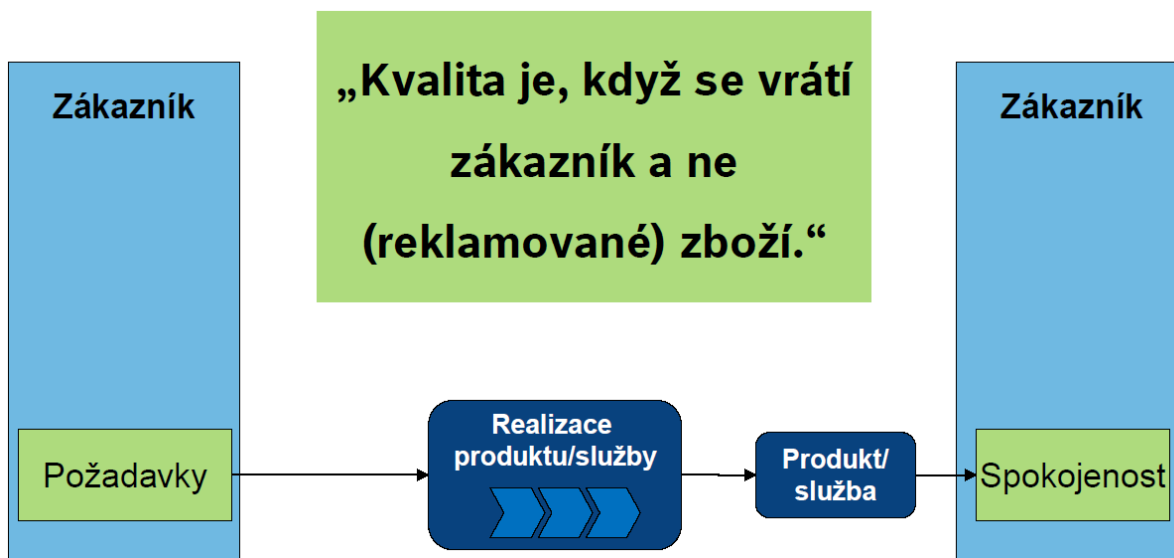 „Kvalita je, když se vrátí
zákazník a ne
(reklamované) zboží.“
Zákazník
Požadavky
Realizace
produktu/služby
Produkt/
služba
Zákazník
Spokojenost